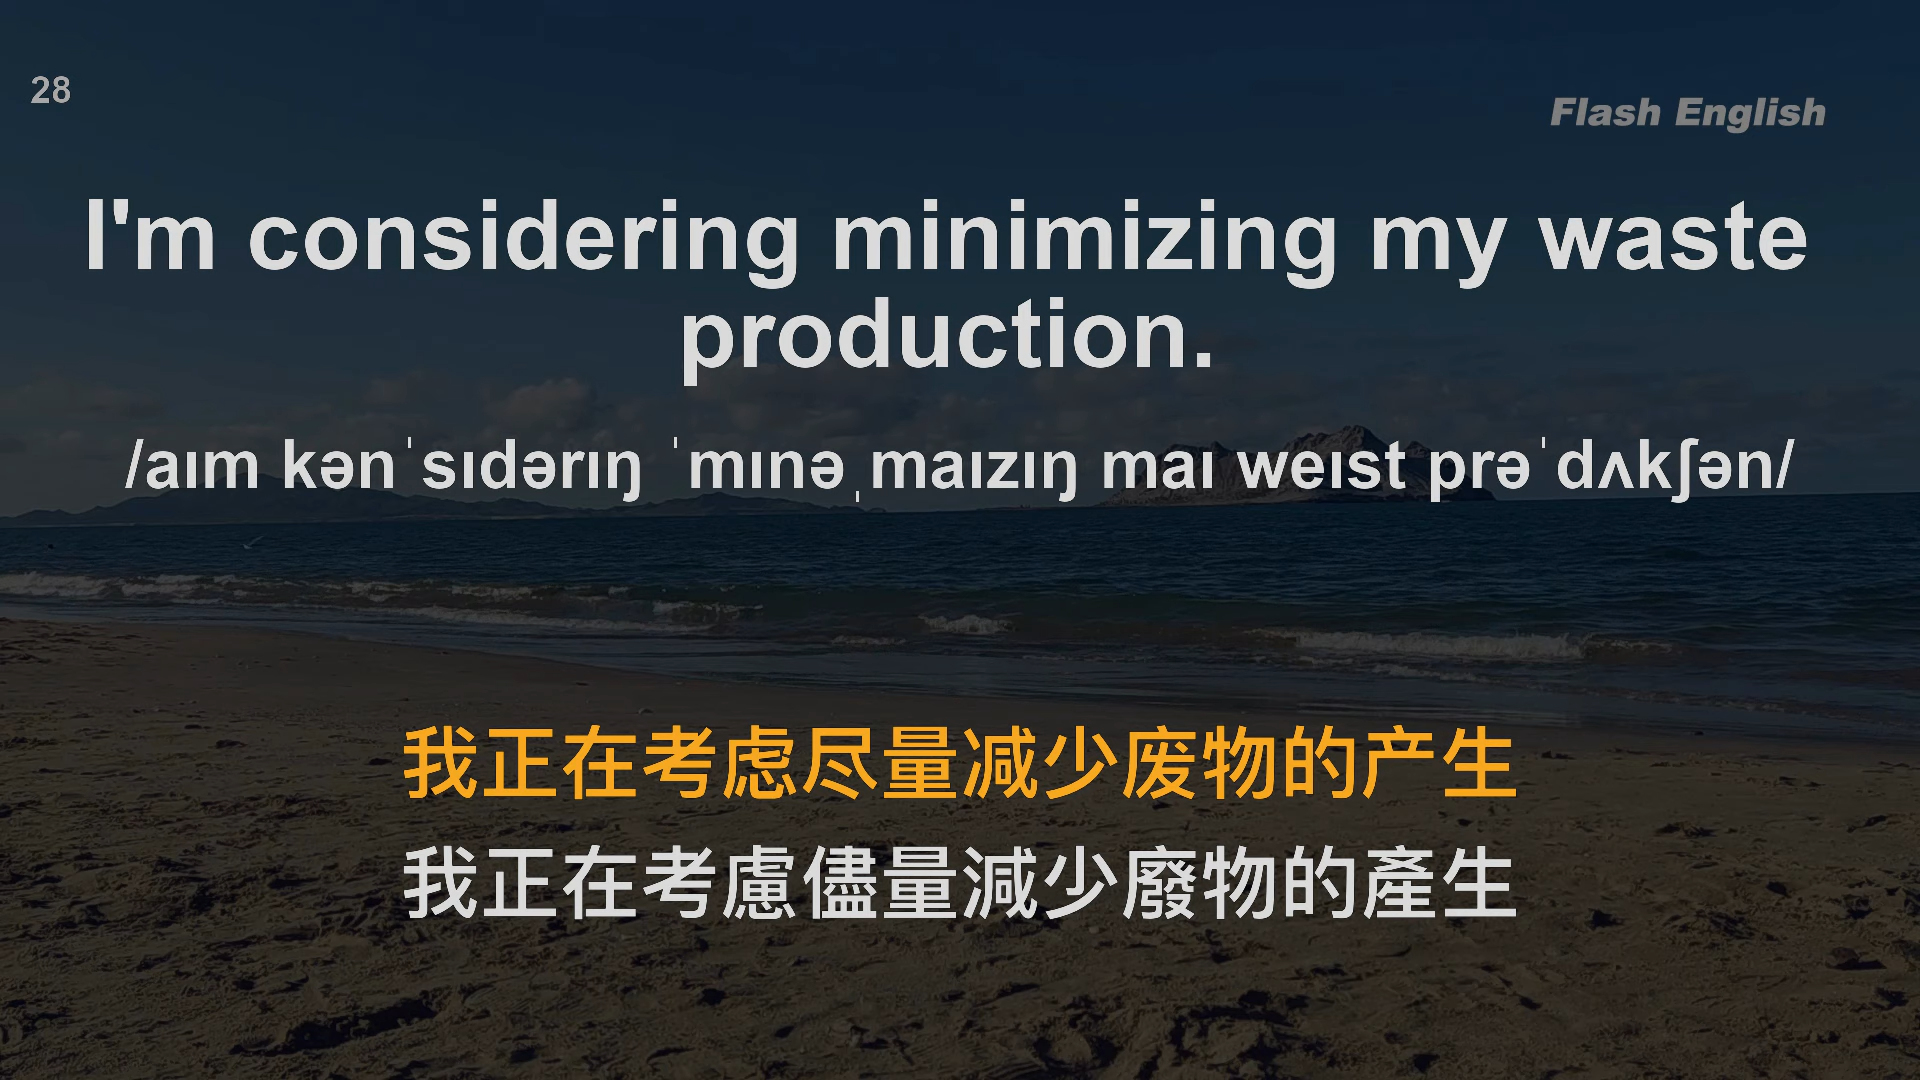 28
Flash English
I'm considering minimizing my waste
production.
/aɪm kənˈsɪdərɪŋ ˈmɪnəˌmaɪzɪŋ maɪ weɪst prəˈdʌkʃən/
我正在考虑尽量减少废物的产生
我正在考慮儘量減少廢物的產生